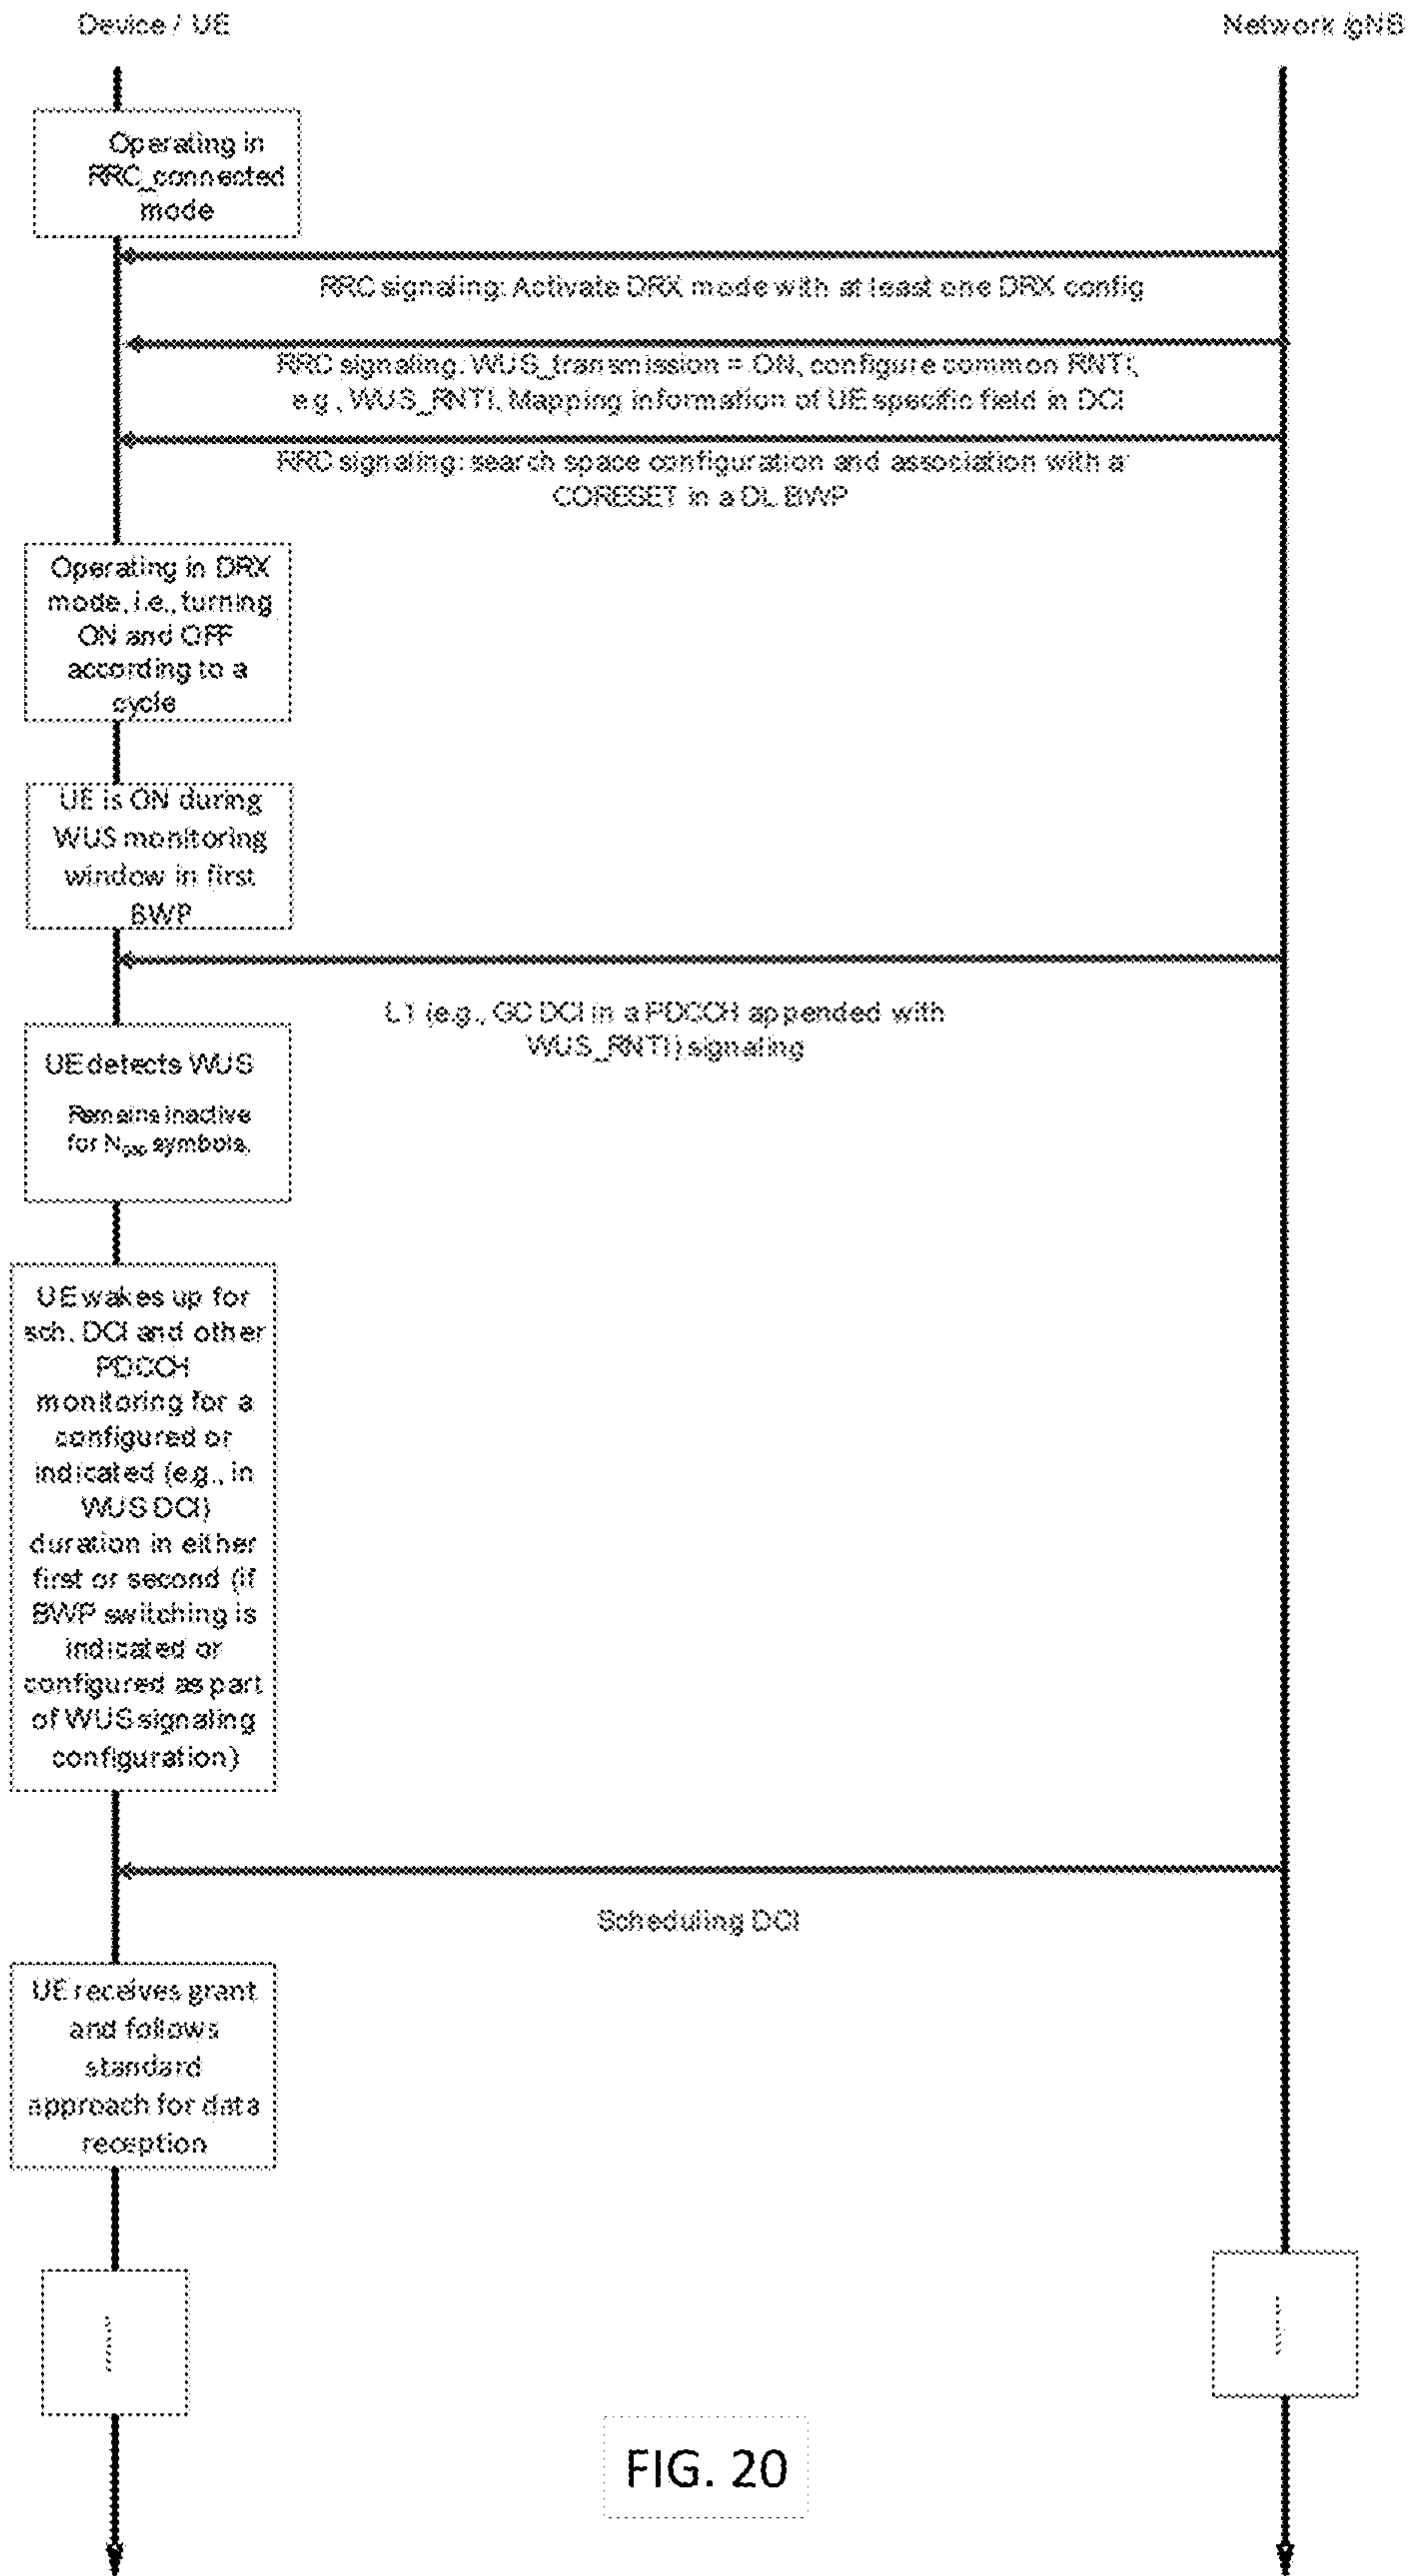 Device / UE
Network /gNB
Operating in
RRC_connected
mode
RRC signaling: Activate DRX mode with at least one DRX config
RRC signaling: WUS_transmission = ON, configure common RNTI,
e.g., WUS_RNTI, Mapping information of UE specific field in DCI
RRC signaling: search space configuration and association with a
CORESET in a DL BWP
Operating in DRX
mode, i.e., turning
ON and OFF
according to a
cycle
UE is ON during
WUS monitoring
window in first
BWP
L1 (e.g., GC DCI in a PDCCH appended with
WUS_RNTI) signaling
UE detects WUS
Remains inactive
for symbols,
UE wakes up for
sch. DCI and other
PDCCH
monitoring for a
configured or
indicated (e.g., in
WUS DCI)
duration in either
first or second (if
BWP switching is
indicated or
configured as part
of WUS signaling
configuration)
Scheduling DCI
UE receives grant
and follows
standard
approach for data
reception
FIG. 20